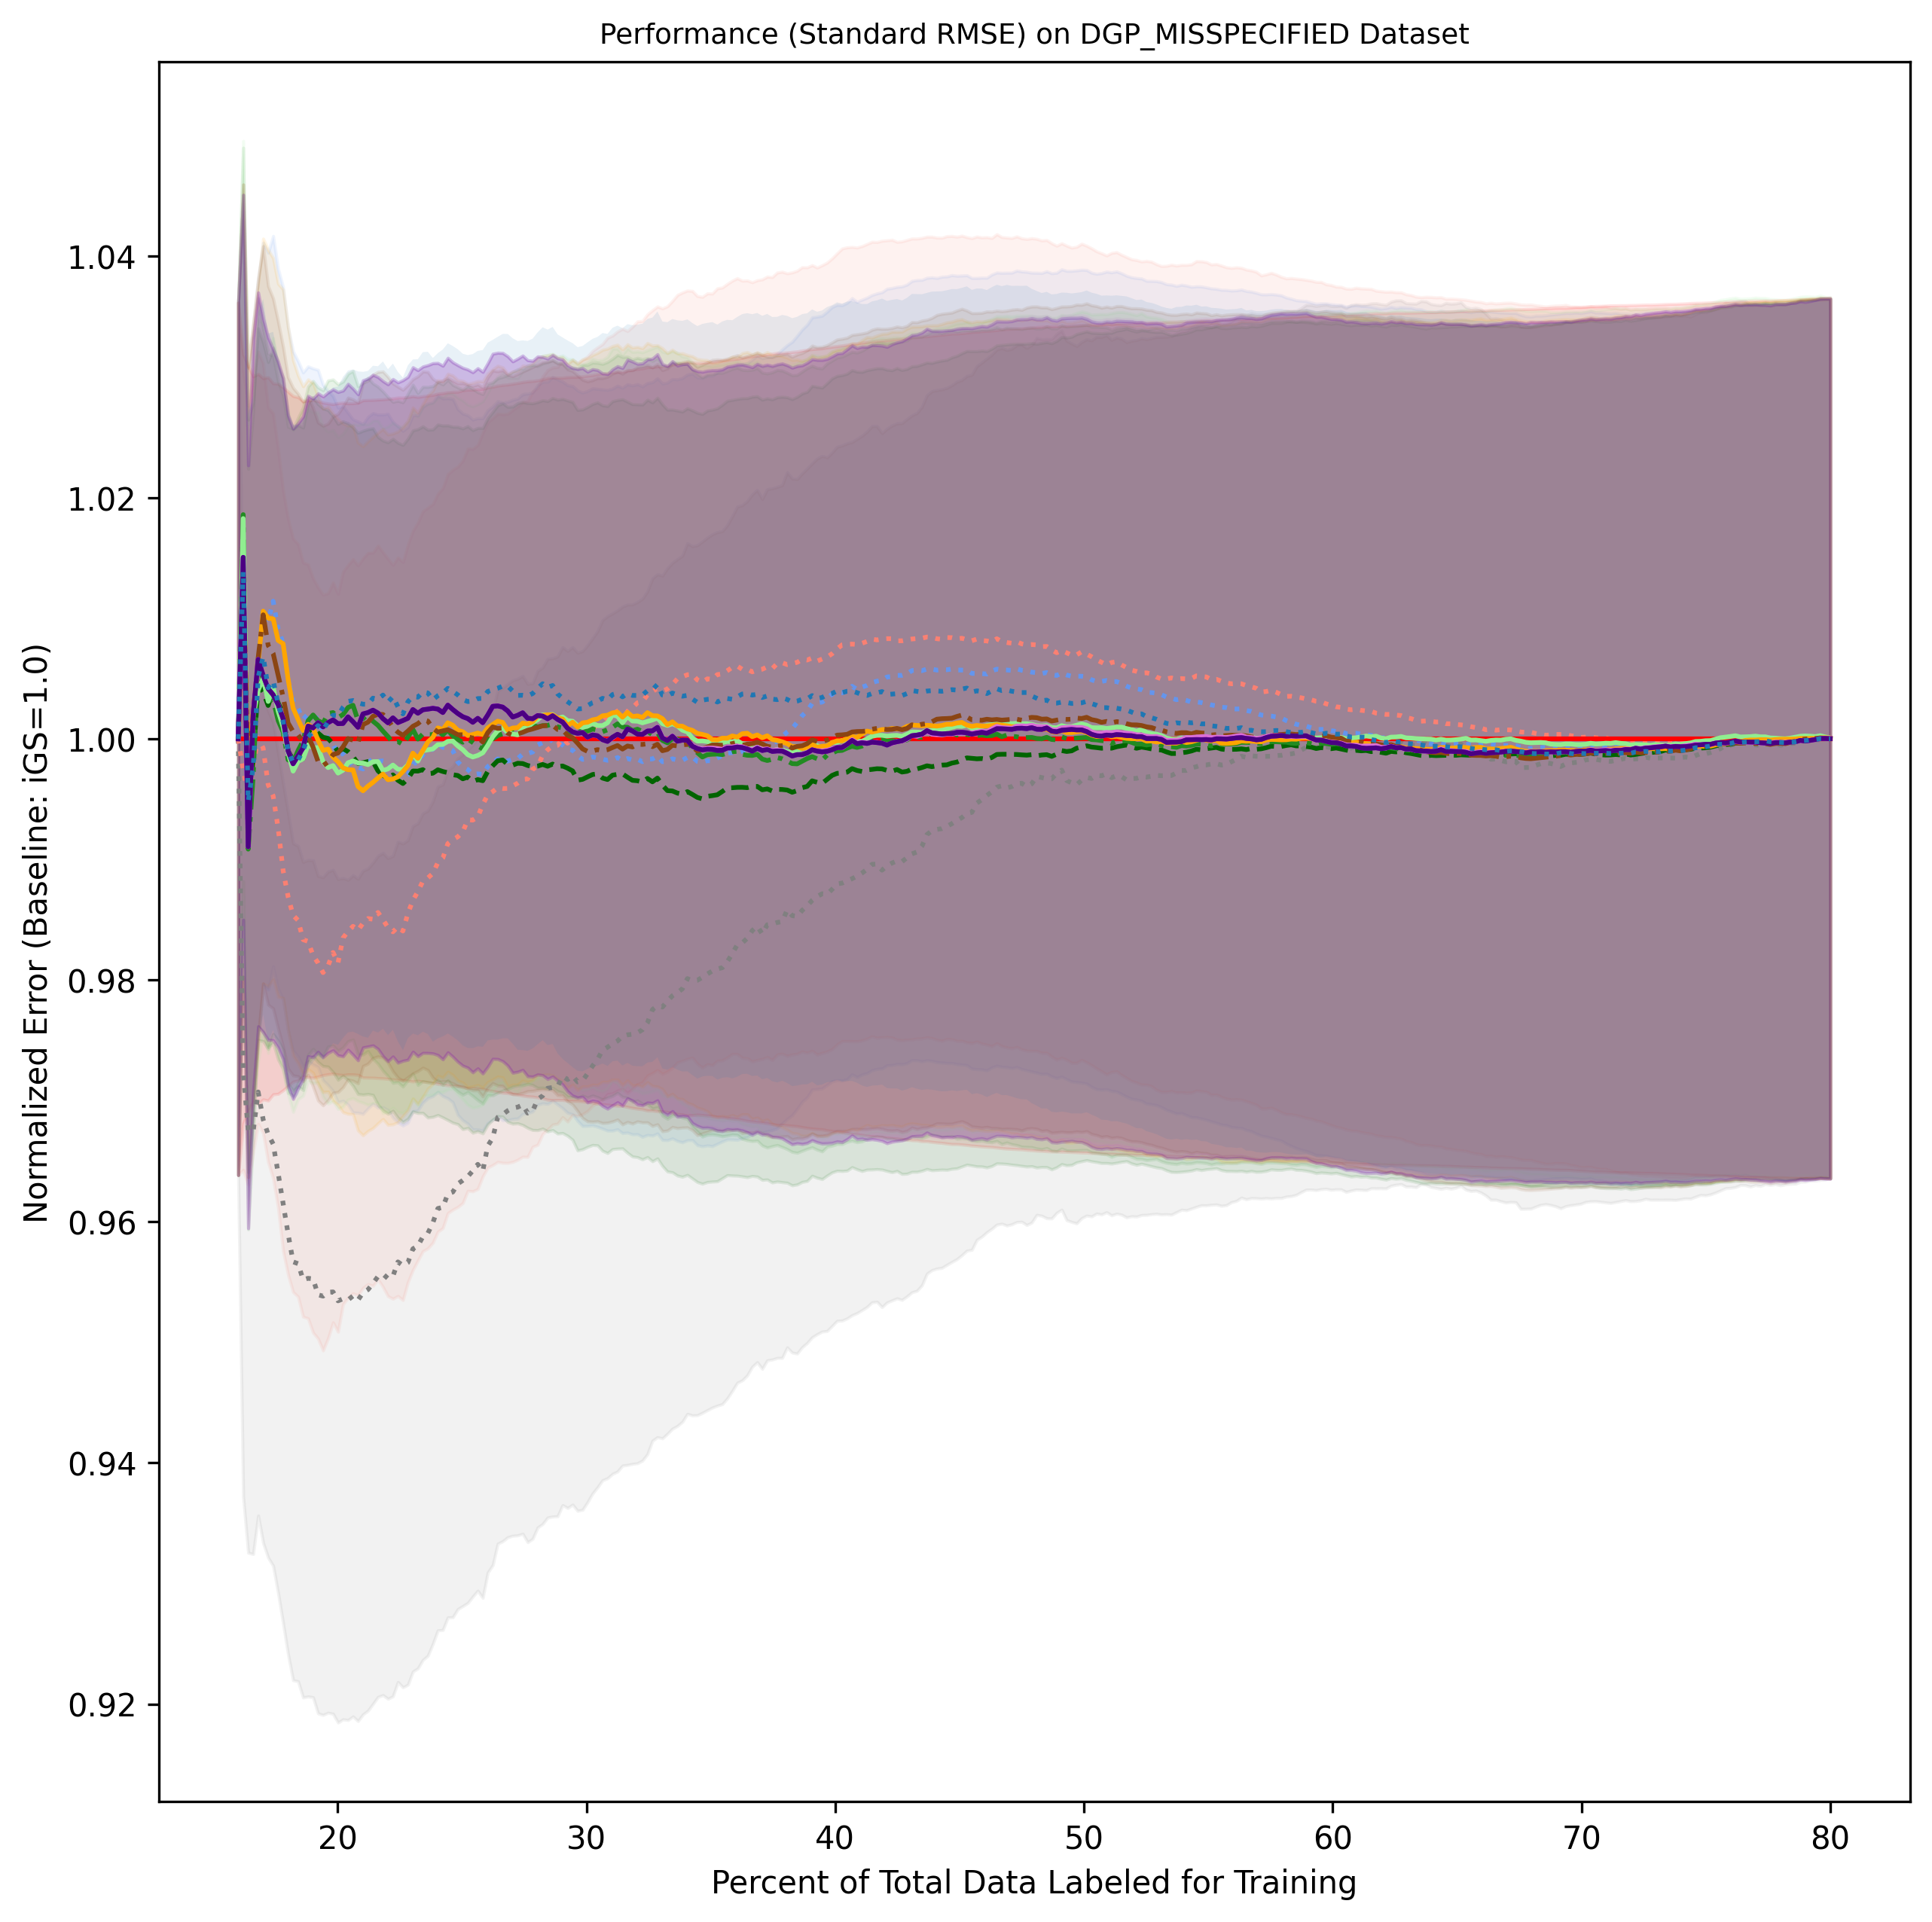 Performance (Standard RMSE) on DGP_MISSPECIFIED Dataset
Normalized Error (Baseline: iGS=1.0)
1.04
1.02
1.00
0.98
0.96
0.94
0.92
20 30 40 50 60 70 80
Percent of Total Data Labeled for Training